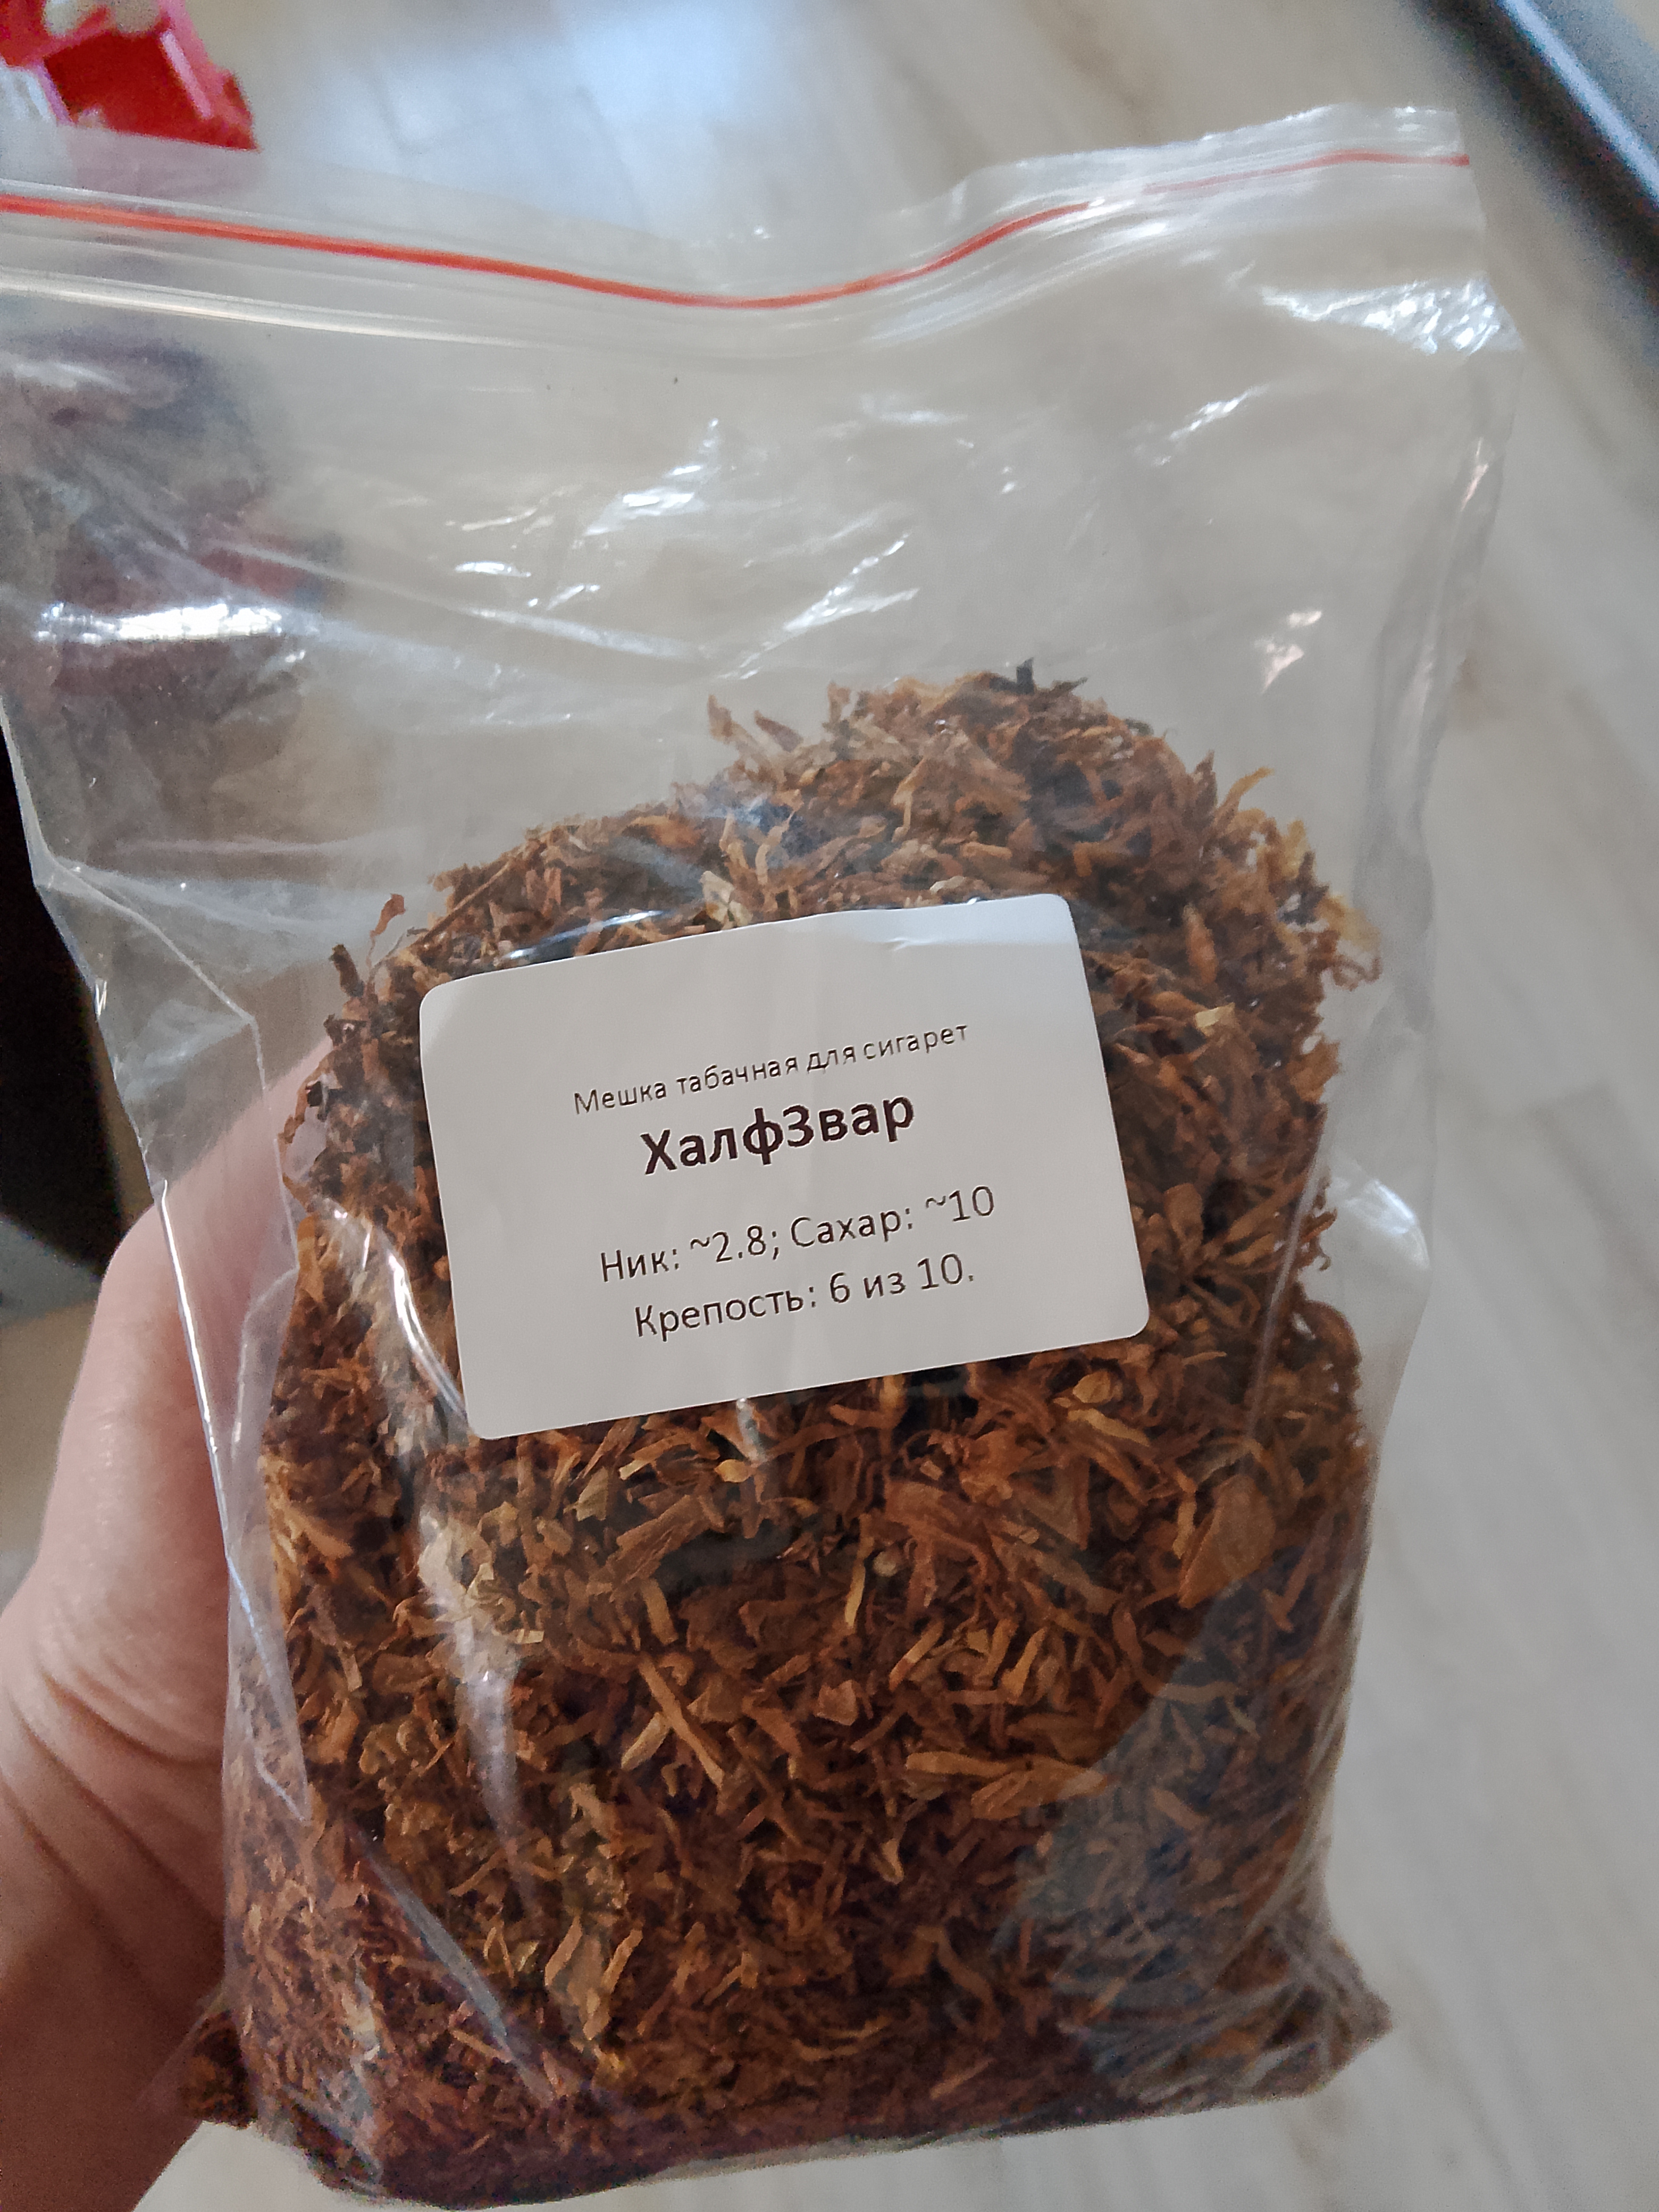 Мешка табачная для сигарет
ХалфЗвар
Ник: ~2.8; Сахар: ~10
Крепость: 6 из 10.